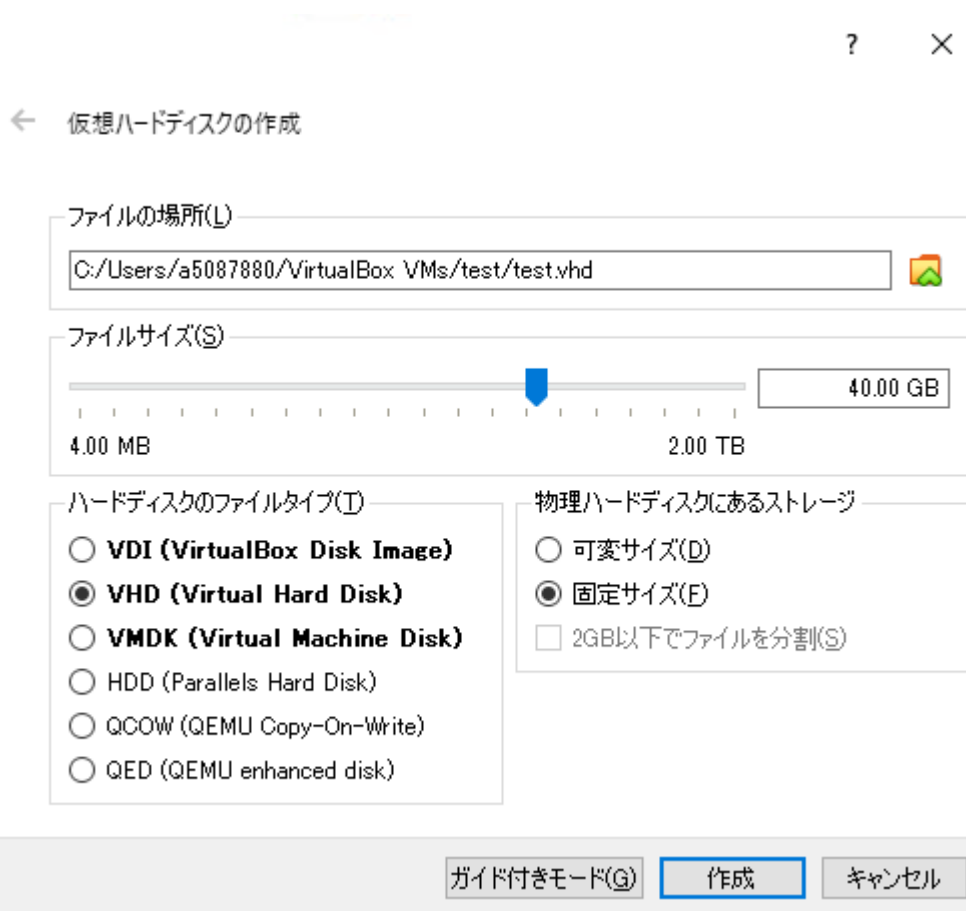 ?
仮想ハードディスクの作成
ファイルの場所(L)
C:/Users/a5087880/VirtualBox VMs/test/test.vhd
ファイルサイズ(S)
40.00 GB
4.00 MB 2.00 TB
ハードディスクのファイルタイプ(T)
VDI (VirtualBox Disk Image)
VHD (Virtual Hard Disk)
VMDK (Virtual Machine Disk)
HDD (Parallels Hard Disk)
QCOW (QEMU Copy-On-Write)
QED (QEMU enhanced disk)
物理ハードディスクにあるストレージ
可変サイズ(D)
固定サイズ(F)
2GB以下でファイルを分割(S)
ガイド付きモード(G) 作成 キャンセル